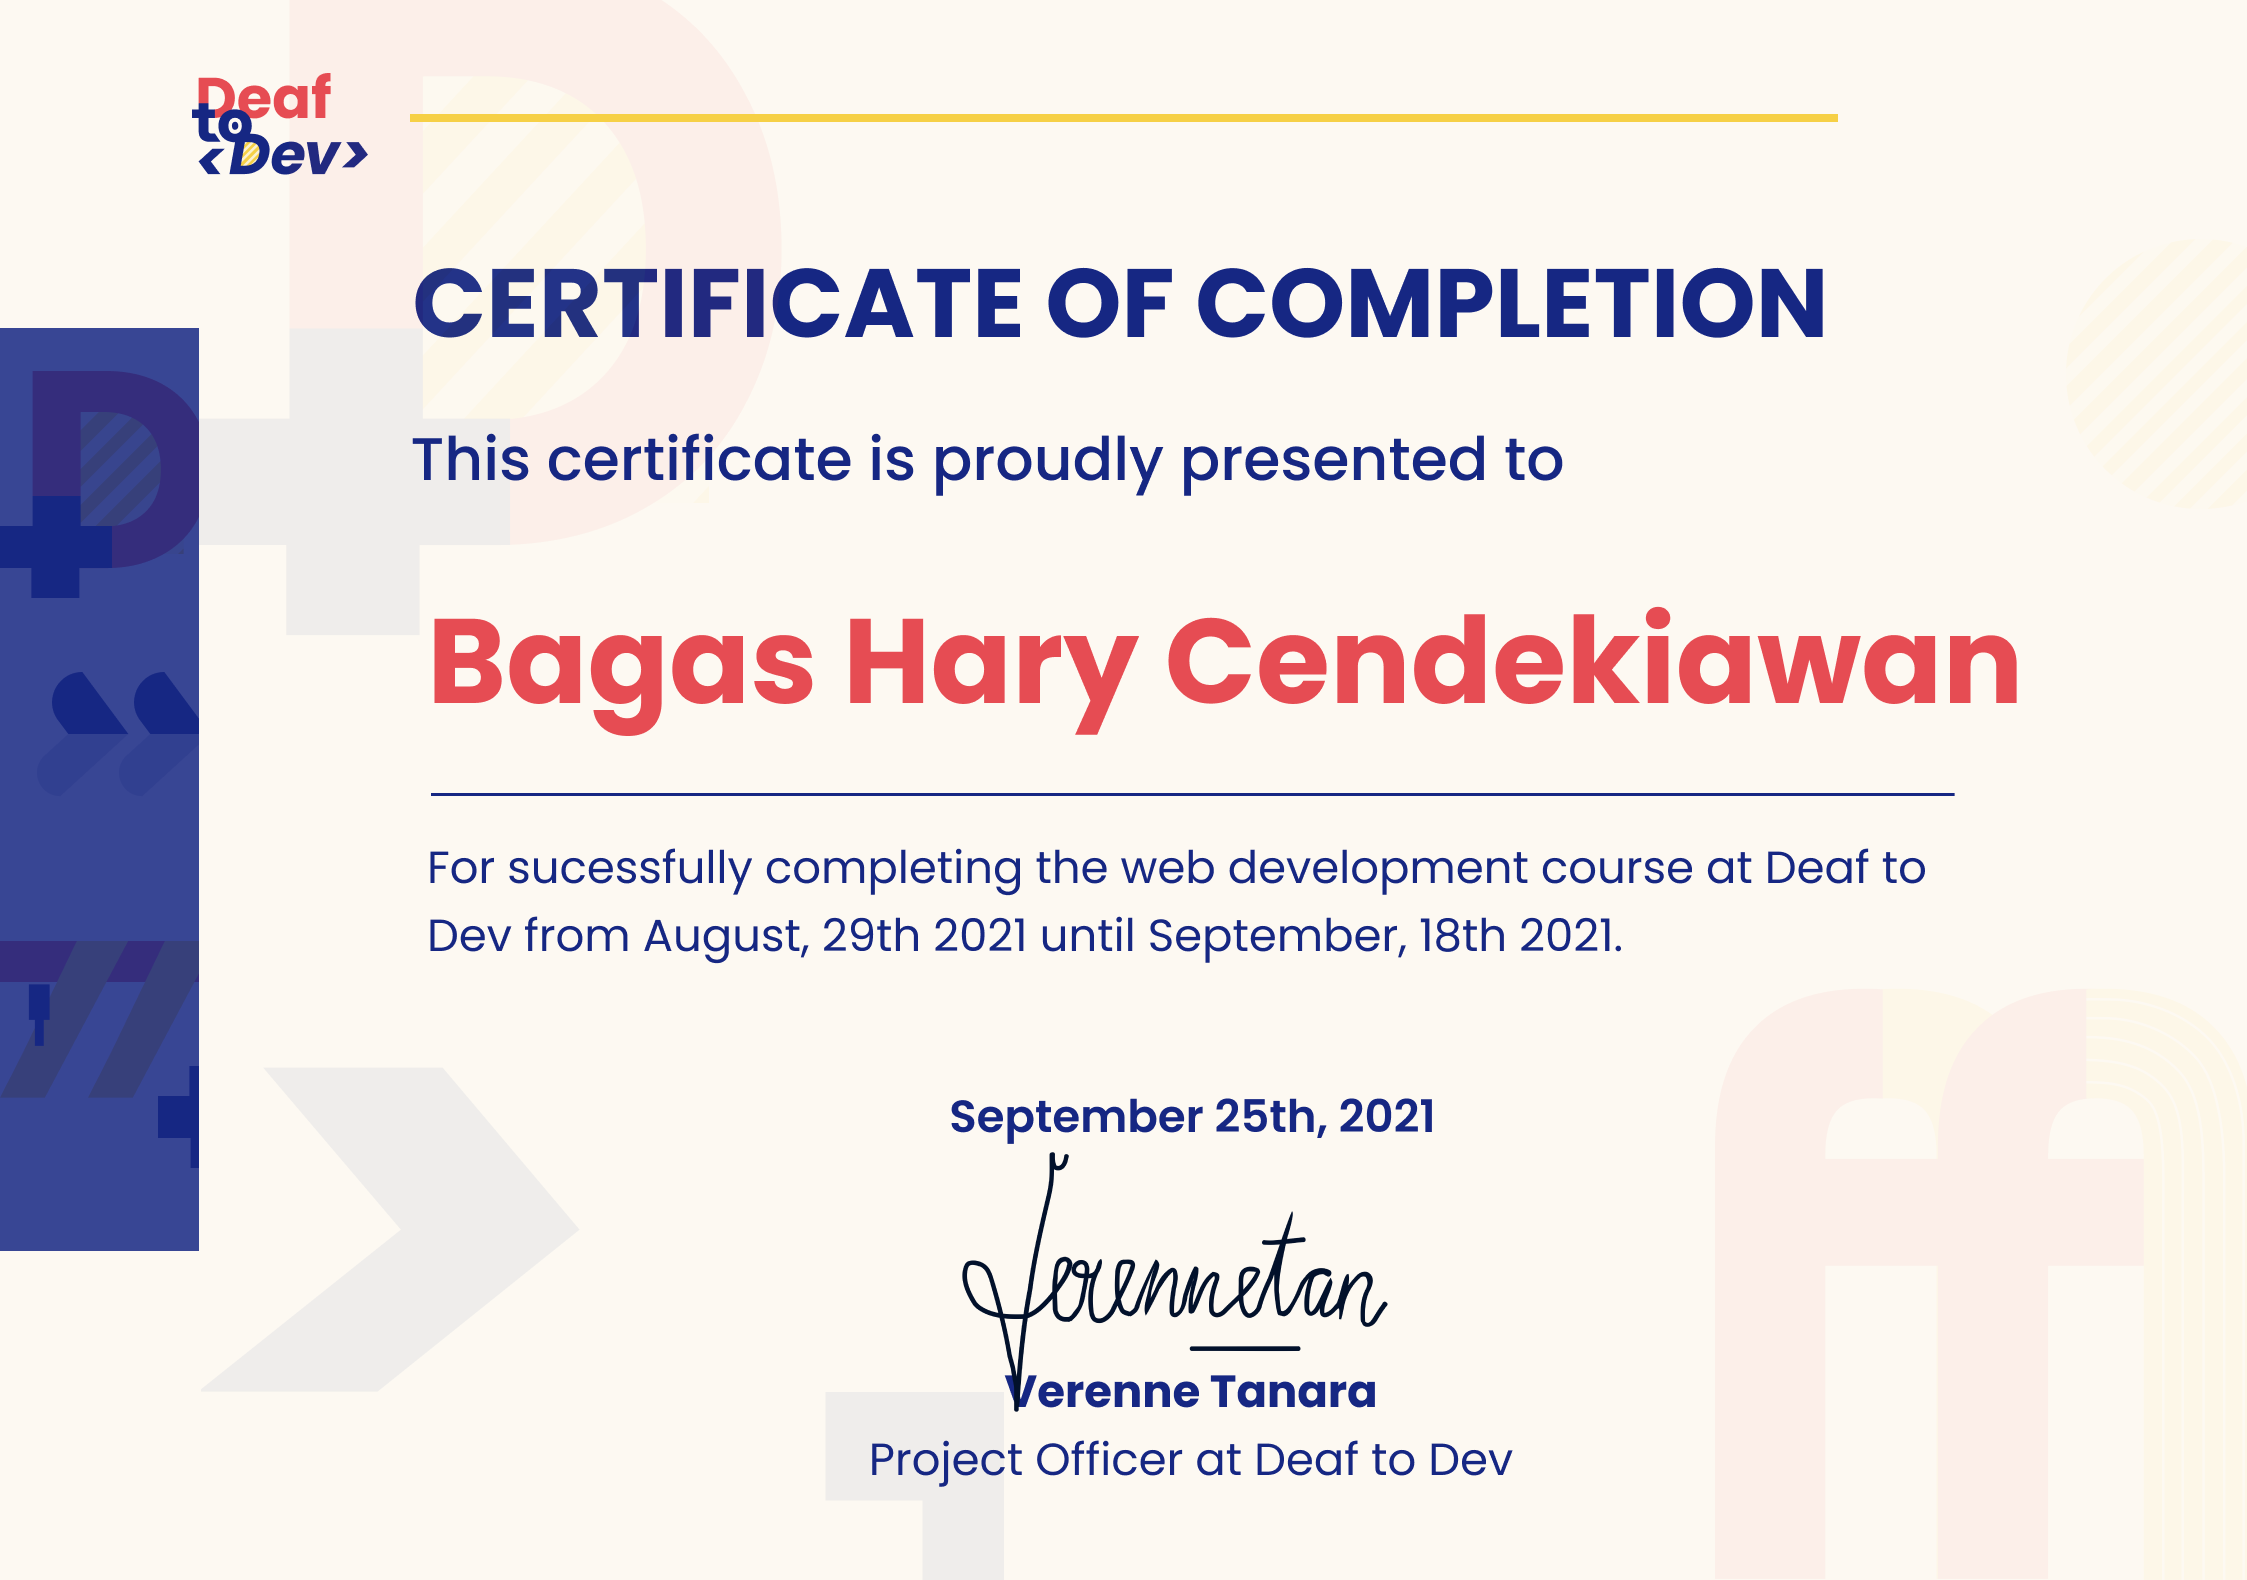 Deaf
to
<Dev>
CERTIFICATE OF COMPLETION
This certificate is proudly presented to
Bagas Hary Cendekiawan
For sucessfully completing the web development course at Deaf to
Dev from August, 29th 2021 until September, 18th 2021.
September 25th, 2021
Verennetan
Verenne Tanara
Project Officer at Deaf to Dev